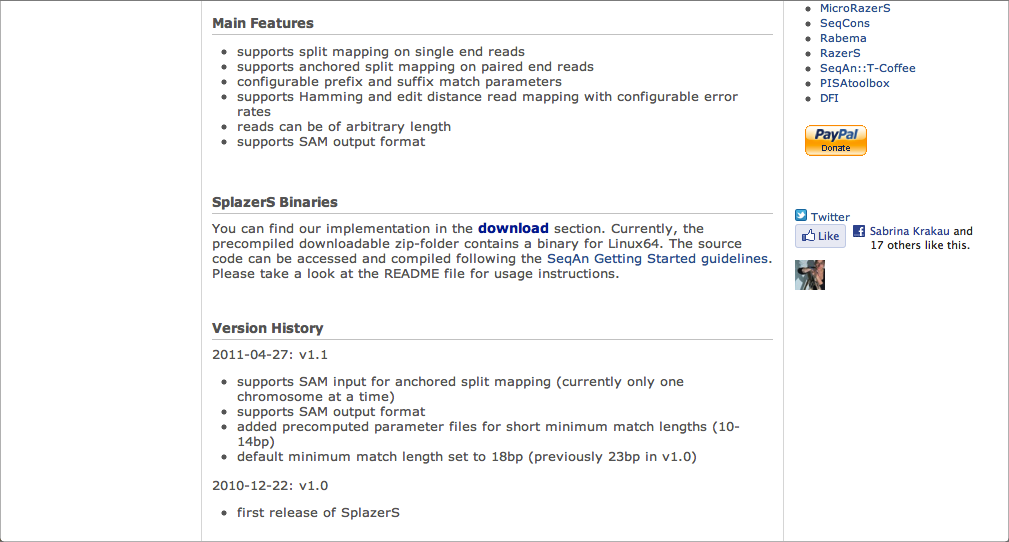 Main Features
supports split mapping on single end reads
supports anchored split mapping on paired end reads
configurable prefix and suffix match parameters
supports Hamming and edit distance read mapping with configurable error
rates
reads can be of arbitrary length
supports SAM output format
SplazerS Binaries
You can find our implementation in the download section. Currently, the
precompiled downloadable zip-folder contains a binary for Linux64. The source
code can be accessed and compiled following the SeqAn Getting Started guidelines.
Please take a look at the README file for usage instructions.
Version History
2011-04-27: v1.1
supports SAM input for anchored split mapping (currently only one
chromosome at a time)
supports SAM output format
added precomputed parameter files for short minimum match lengths (10-
14bp)
default minimum match length set to 18bp (previously 23bp in v1.0)
2010-12-22: v1.0
first release of SplazerS
MicroRazerS
SeqCons
Rabema
RazerS
SeqAn::T-Coffee
PISAtoolbox
DFI
PayPal
Donate
Twitter
Like
Sabrina Krakau and
17 others like this.